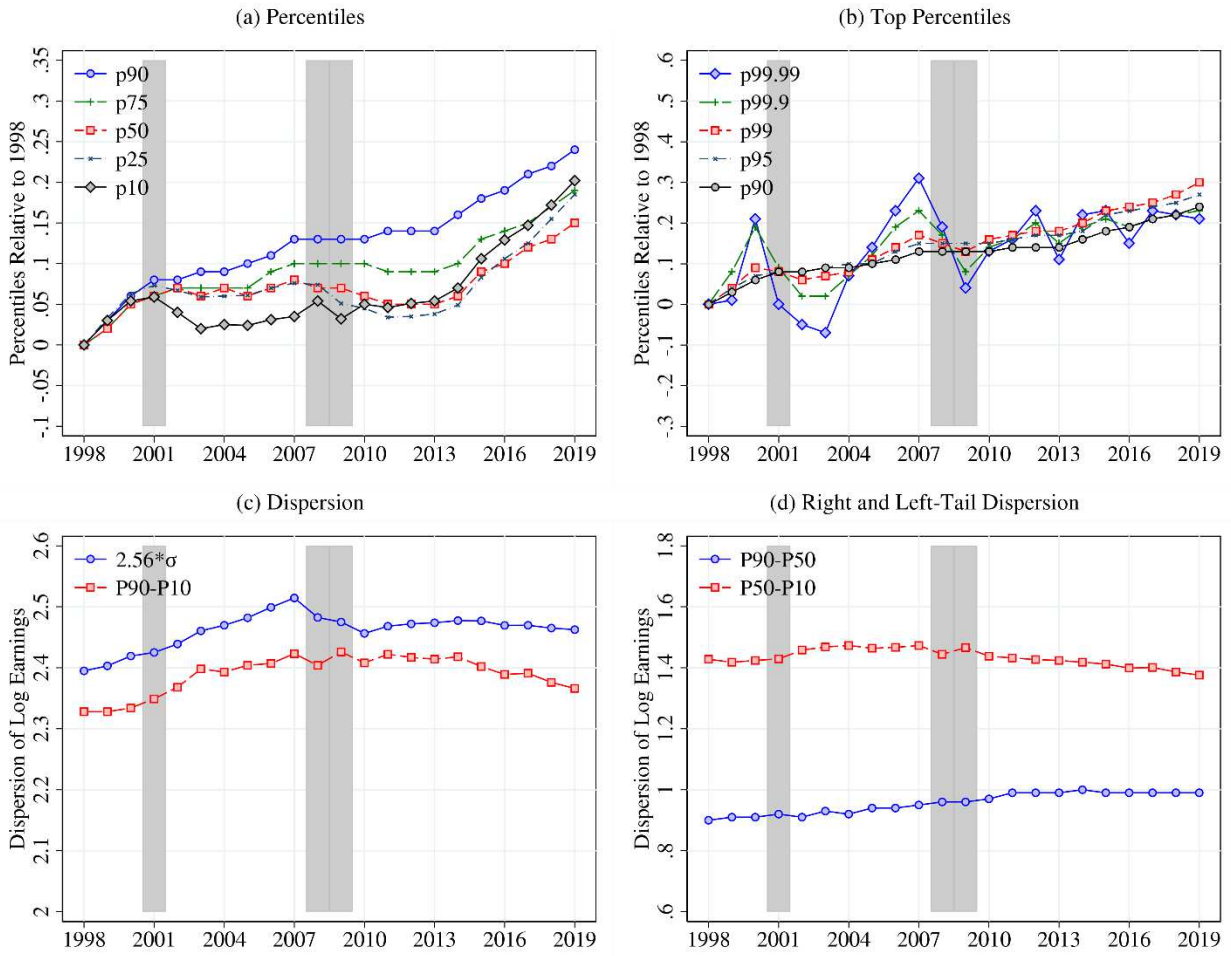 (a) Percentiles
Percentiles Relative to 1998
.35
.3
.25
.2
.15
.1
.05
0
-.05
-.1
p90
p75
p50
p25
p10
1998 2001 2004 2007 2010 2013 2016 2019
(b) Top Percentiles
Percentiles Relative to 1998
.6
.5
.4
.3
.2
.1
0
-.1
-.2
-.3
p99.99
p99.9
p99
p95
p90
1998 2001 2004 2007 2010 2013 2016 2019
(c) Dispersion
Dispersion of Log Earnings
2.6
2.5
2.4
2.3
2.2
2.1
2
2.56*σ
P90-P10
1998 2001 2004 2007 2010 2013 2016 2019
(d) Right and Left-Tail Dispersion
Dispersion of Log Earnings
1.8
1.6
1.4
1.2
1
.8
.6
P90-P50
P50-P10
1998 2001 2004 2007 2010 2013 2016 2019